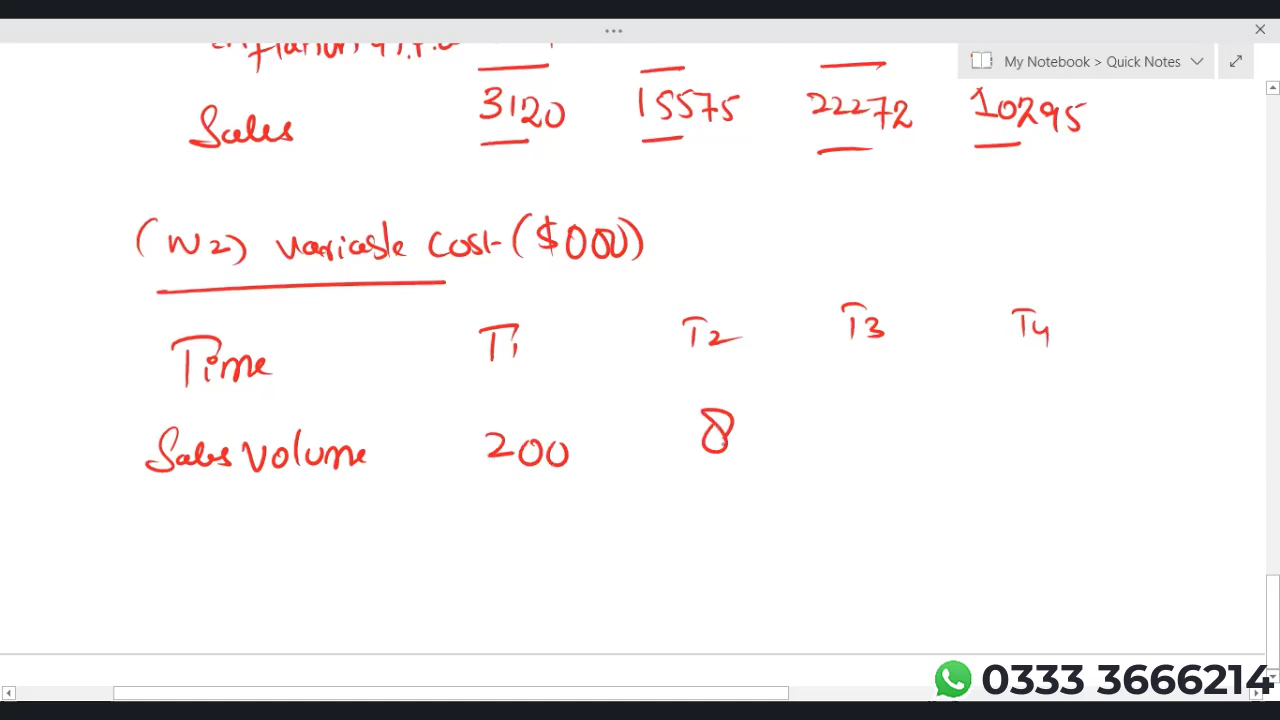 My Notebook > Quick Notes
Inflation
Sales 3120 15575 22272 10295
(W2) Variable cost ($000)
Time T1 T2 T3 T4
Sales Volume 200 8
0333 3666214